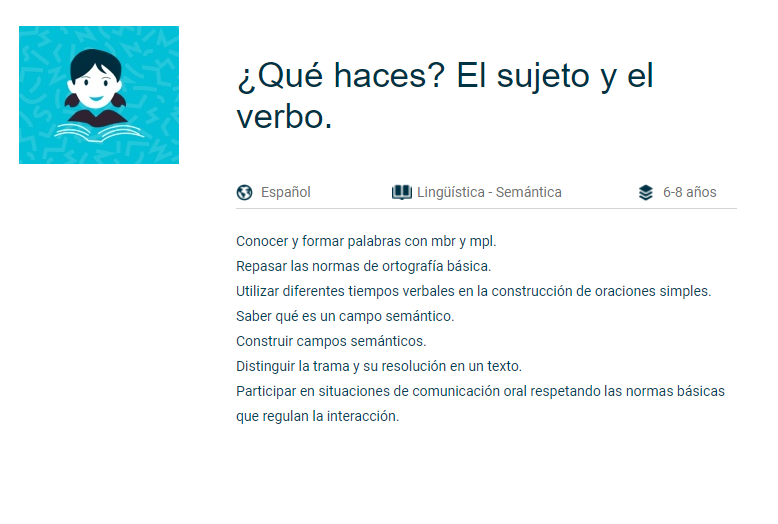 ¿Qué haces? El sujeto y el
verbo.
Español
Lingüística - Semántica
6-8 años
Conocer y formar palabras con mbr y mpl.
Repasar las normas de ortografía básica.
Utilizar diferentes tiempos verbales en la construcción de oraciones simples.
Saber qué es un campo semántico.
Construir campos semánticos.
Distinguir la trama y su resolución en un texto.
Participar en situaciones de comunicación oral respetando las normas básicas
que regulan la interacción.